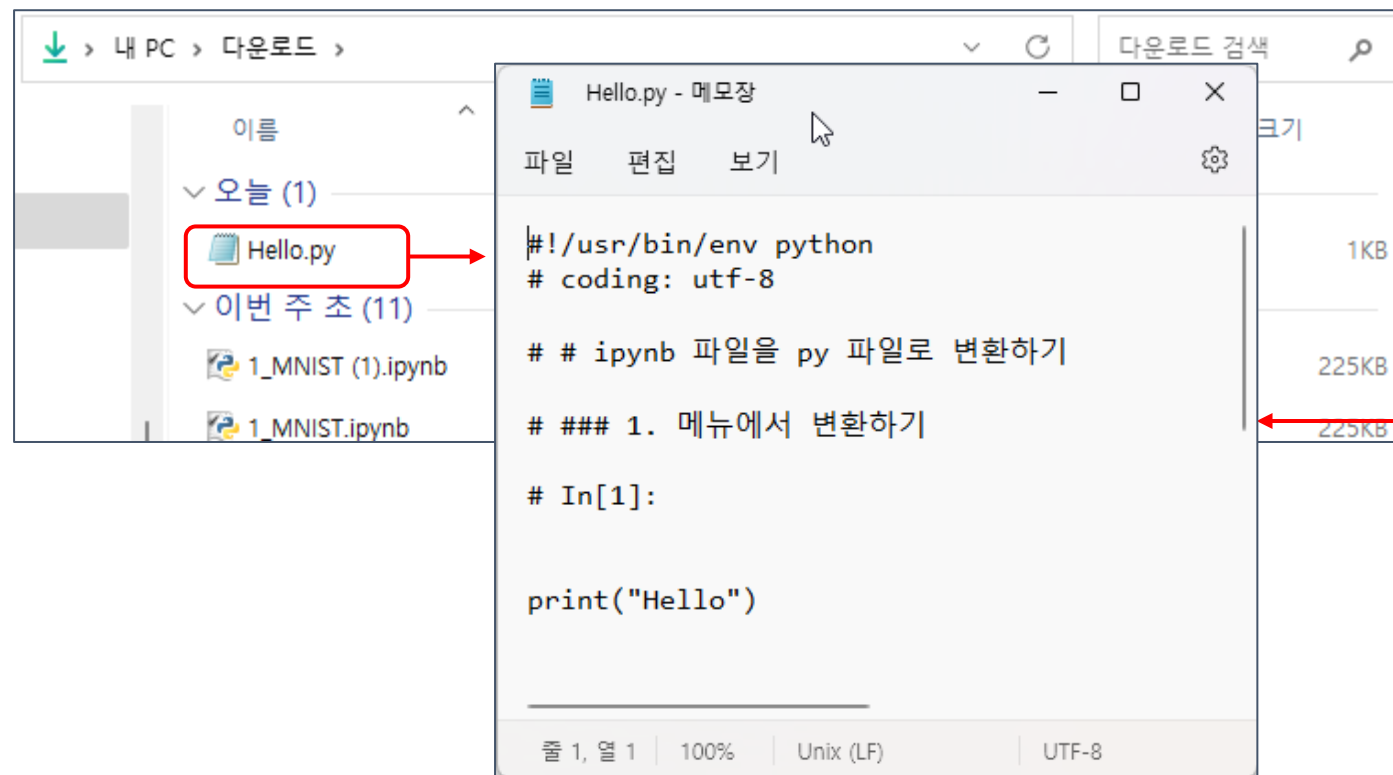 내 PC > 다운로드 >
다운로드 검색
이름
크기
오늘 (1)
Hello.py
1KB
이번 주 초 (11)
1_MNIST (1).ipynb
225KB
1_MNIST.ipynb
225KB
Hello.py - 메모장
파일 편집 보기
#!/usr/bin/env python
# coding: utf-8
# # ipynb 파일을 py 파일로 변환하기
# ### 1. 메뉴에서 변환하기
# In[1]:
print("Hello")
줄 1, 열 1 100% Unix (LF) UTF-8